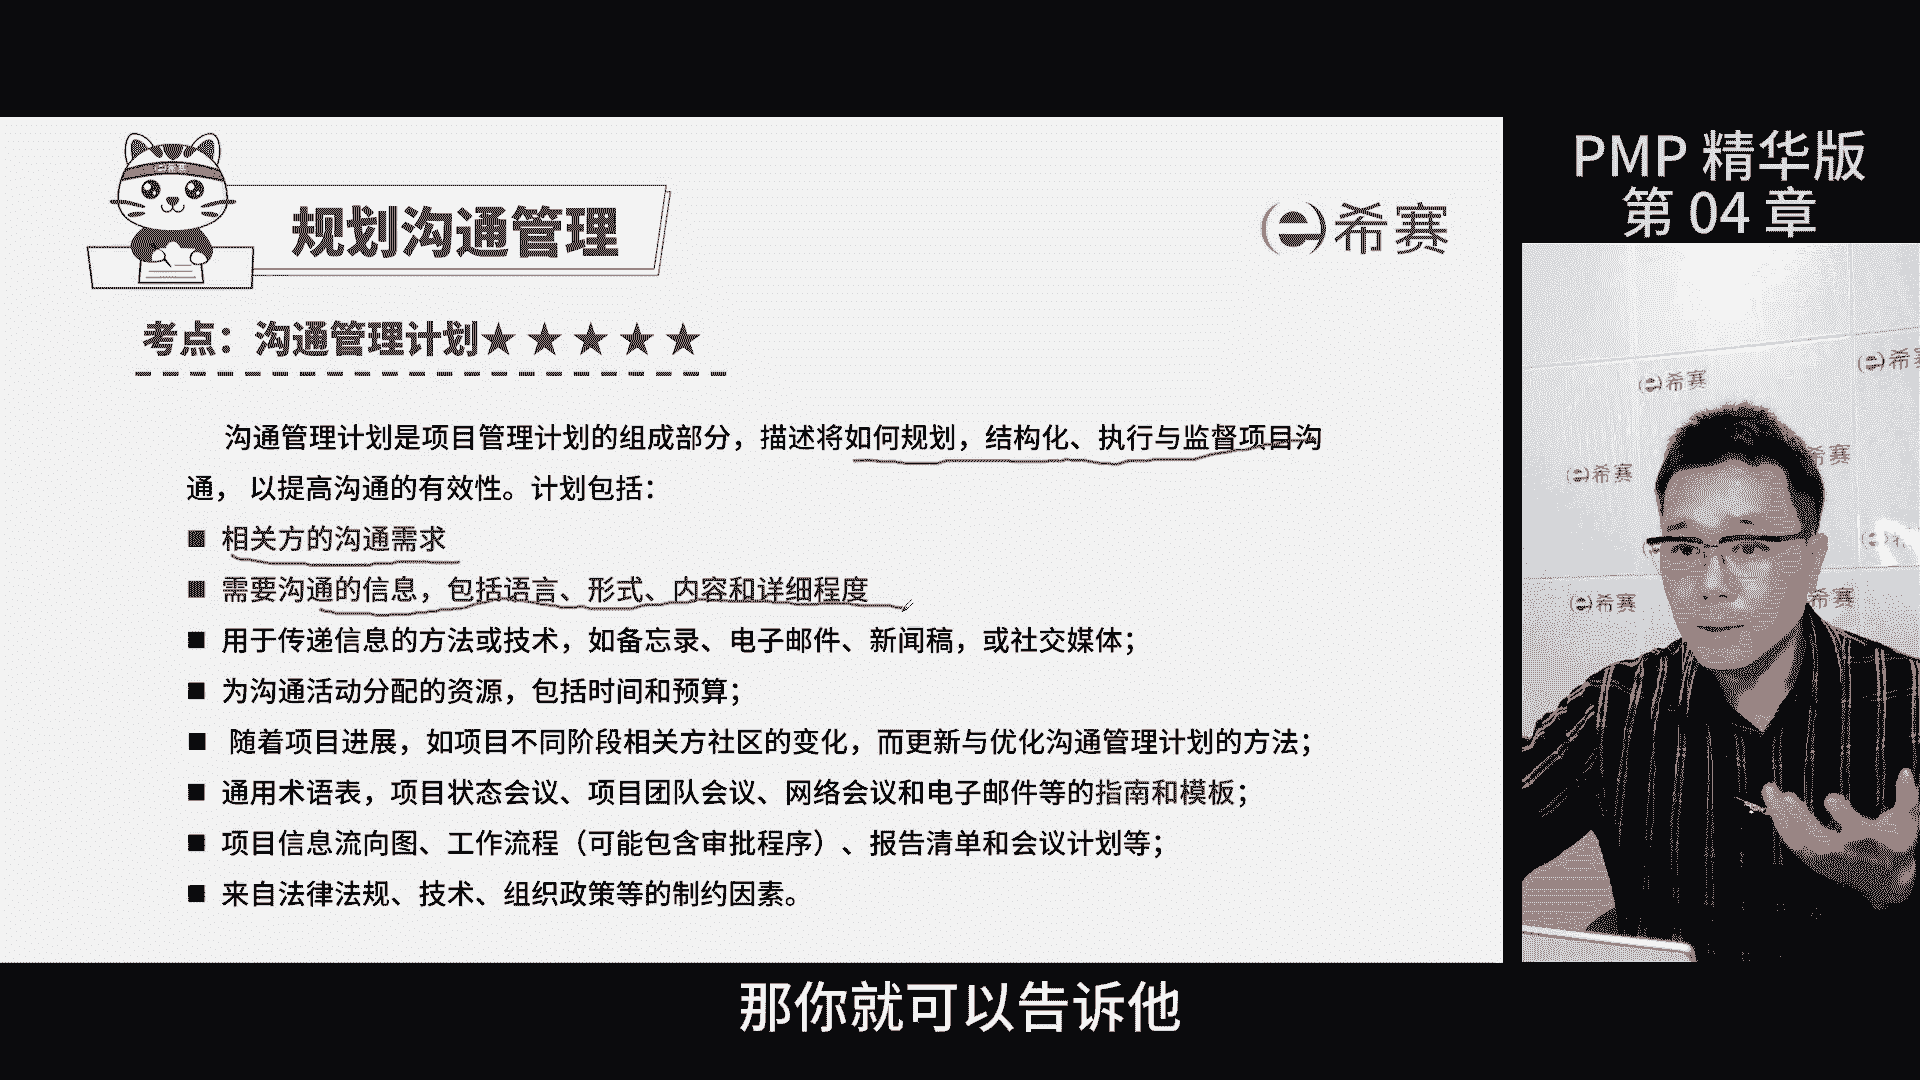 PMP 精华版
第 04 章
规划沟通管理
希赛
考点：沟通管理计划★★★★★
沟通管理计划是项目管理计划的组成部分，描述将如何规划，结构化、执行与监督项目沟
通， 以提高沟通的有效性。计划包括：
■ 相关方的沟通需求
■ 需要沟通的信息，包括语言、形式、内容和详细程度
■ 用于传递信息的方法或技术，如备忘录、电子邮件、新闻稿，或社交媒体；
■ 为沟通活动分配的资源，包括时间和预算；
■ 随着项目进展，如项目不同阶段相关方社区的变化，而更新与优化沟通管理计划的方法；
■ 通用术语表，项目状态会议、项目团队会议、网络会议和电子邮件等的指南和模板；
■ 项目信息流向图、工作流程（可能包含审批程序）、报告清单和会议计划等；
■ 来自法律法规、技术、组织政策等的制约因素。
希赛
希赛
希赛
希赛
希赛
希赛
那你就可以告诉他